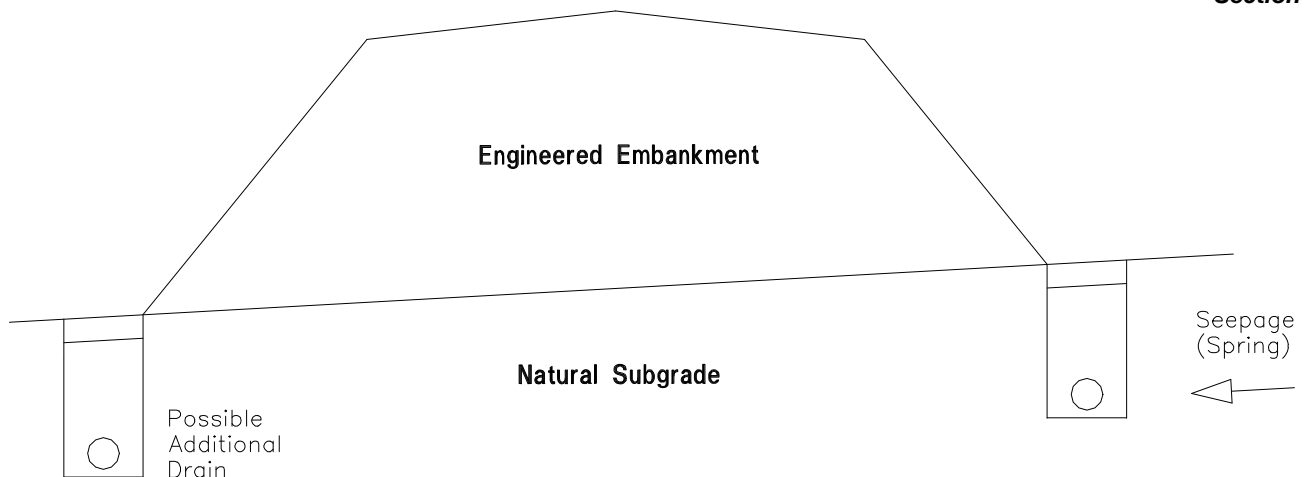 Section
Engineered Embankment
Seepage
(Spring)
Natural Subgrade
Possible
Additional
Drain